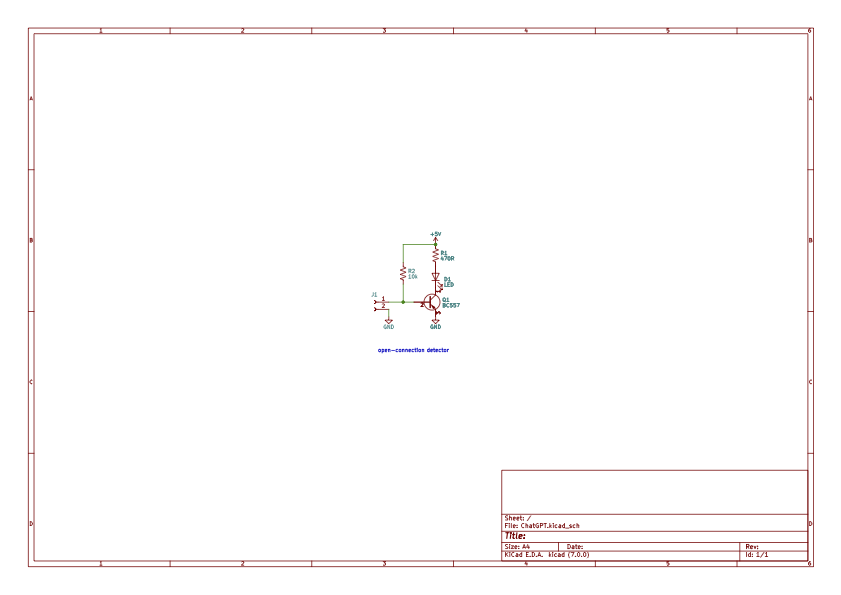 1 2 3 4 5 6
A A
+5V
B B
R1
470R
R2
10k
D1
LED
J1
1
2
2
Q1
BC557
GND GND
open-connection detector
C C
Sheet: /
File: ChatGPT.kicad_sch
D D
Title:
Size: A4 Date: Rev:
KiCad E.D.A. kicad (7.0.0) Id: 1/1
1 2 3 4 5 6